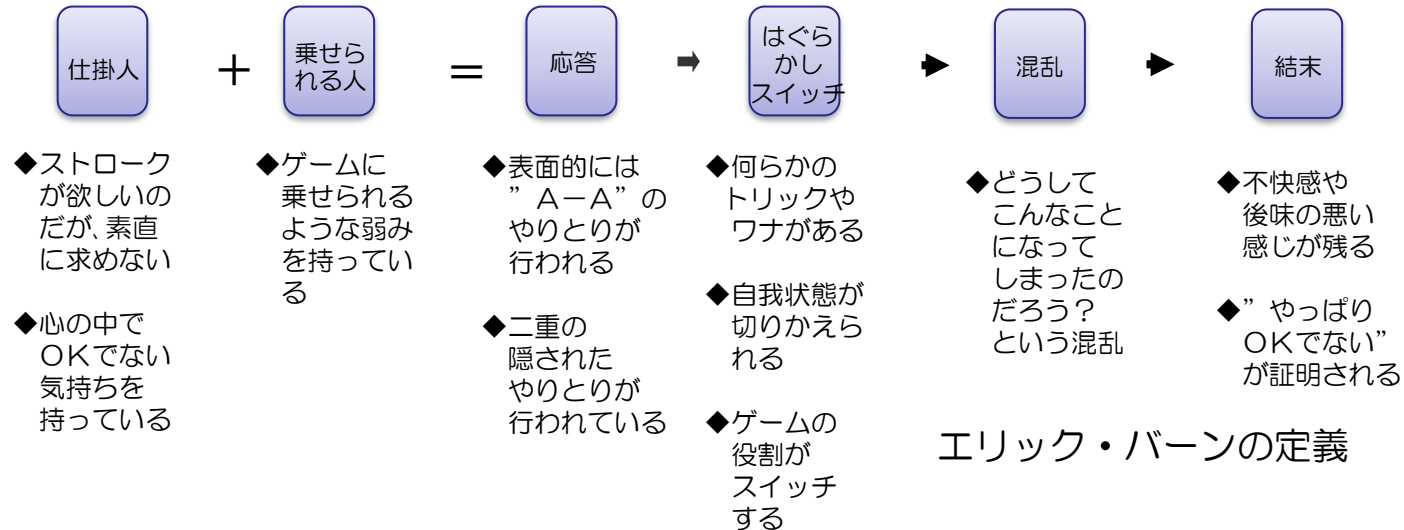 仕掛人
＋
乗せら
れる人
＝
応答
はぐら
かし
スイッチ
混乱
結末
◆ストローク
が欲しいの
だが､素直
に求めない
◆心の中で
ＯＫでない
気持ちを
持っている
◆ゲームに
乗せられる
ような弱み
を持ってい
る
◆表面的には
”Ａ－Ａ”の
やりとりが
行われる
◆二重の
隠された
やりとりが
行われている
◆何らかの
トリックや
ワナがある
◆自我状態が
切りかえら
れる
◆ゲームの
役割が
スイッチ
する
◆どうして
こんなこと
になって
しまったの
だろう？
という混乱
◆不快感や
後味の悪い
感じが残る
◆”やっぱり
ＯＫでない”
が証明される
エリック・バーンの定義